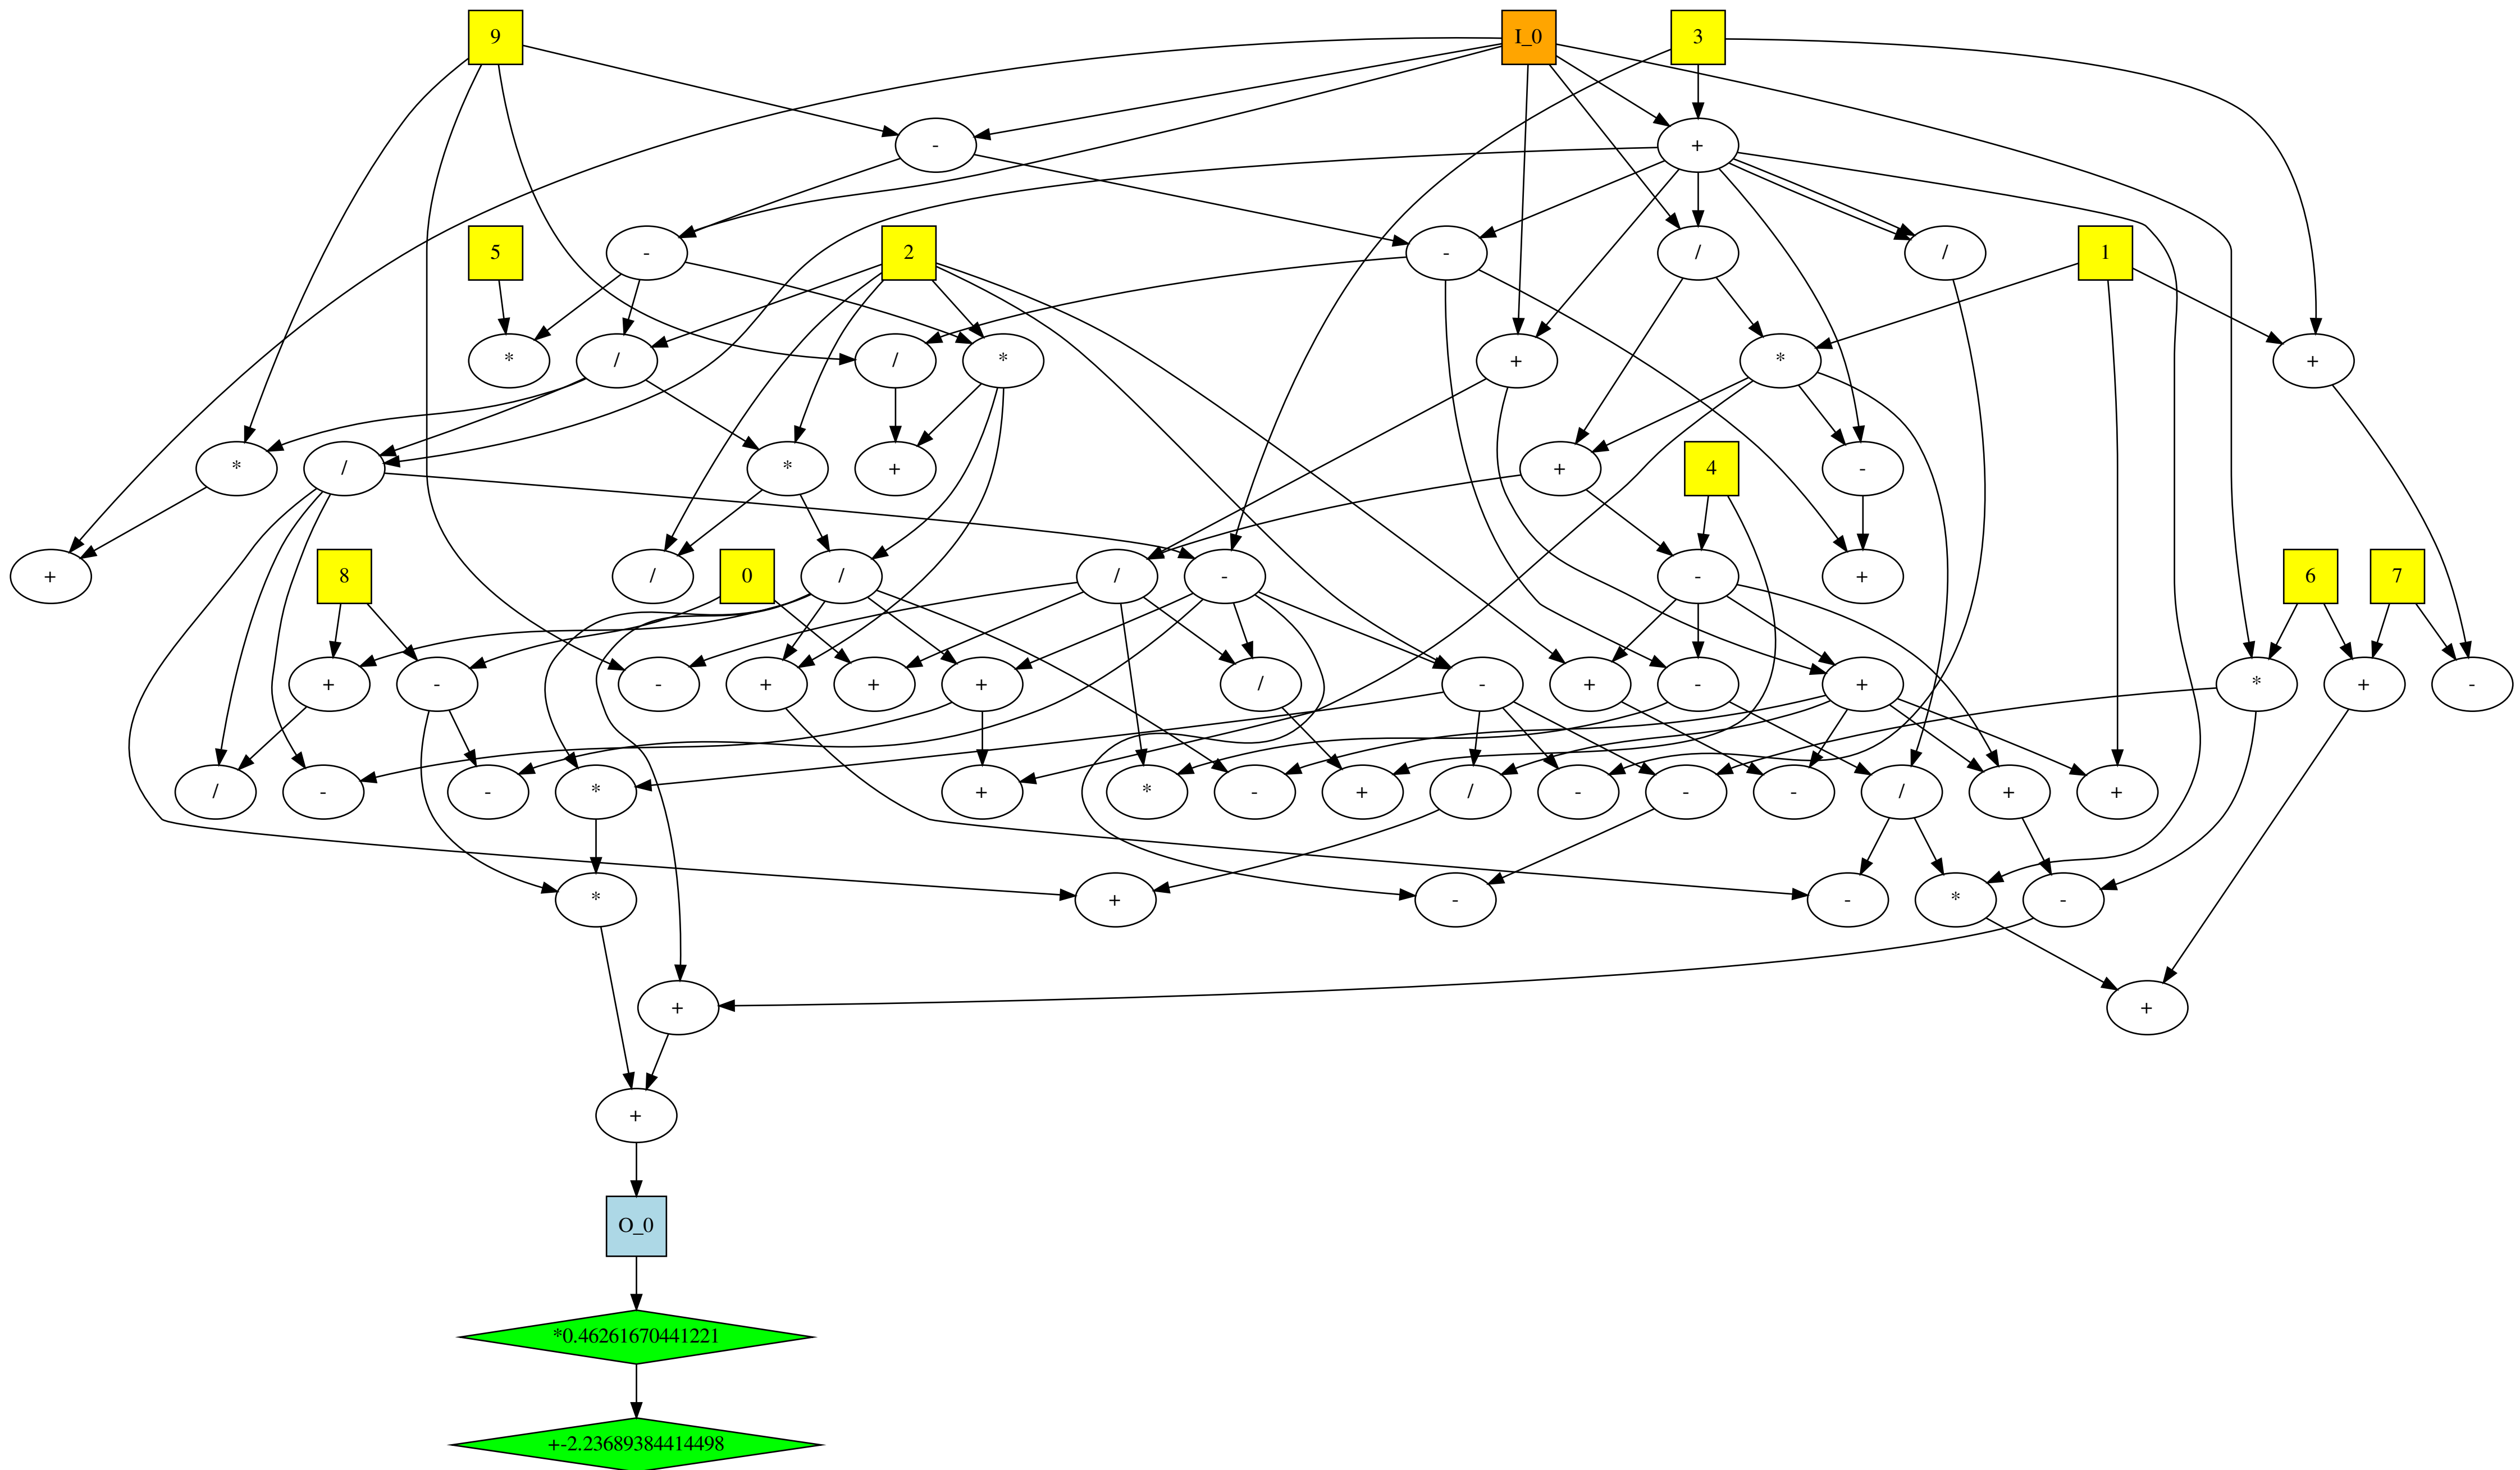 9 I_0 3
- +
5 - 2 - / / 1
* / / * + * +
* / * + + 4 -
+ 8 / 0 / / - - + 6 7
+ - - + + + / - + - + * + -
/ - - * + * - + / - - - / + +
* + - - * -
+ +
+
O_0
*0.46261670441221
+-2.23689384414498